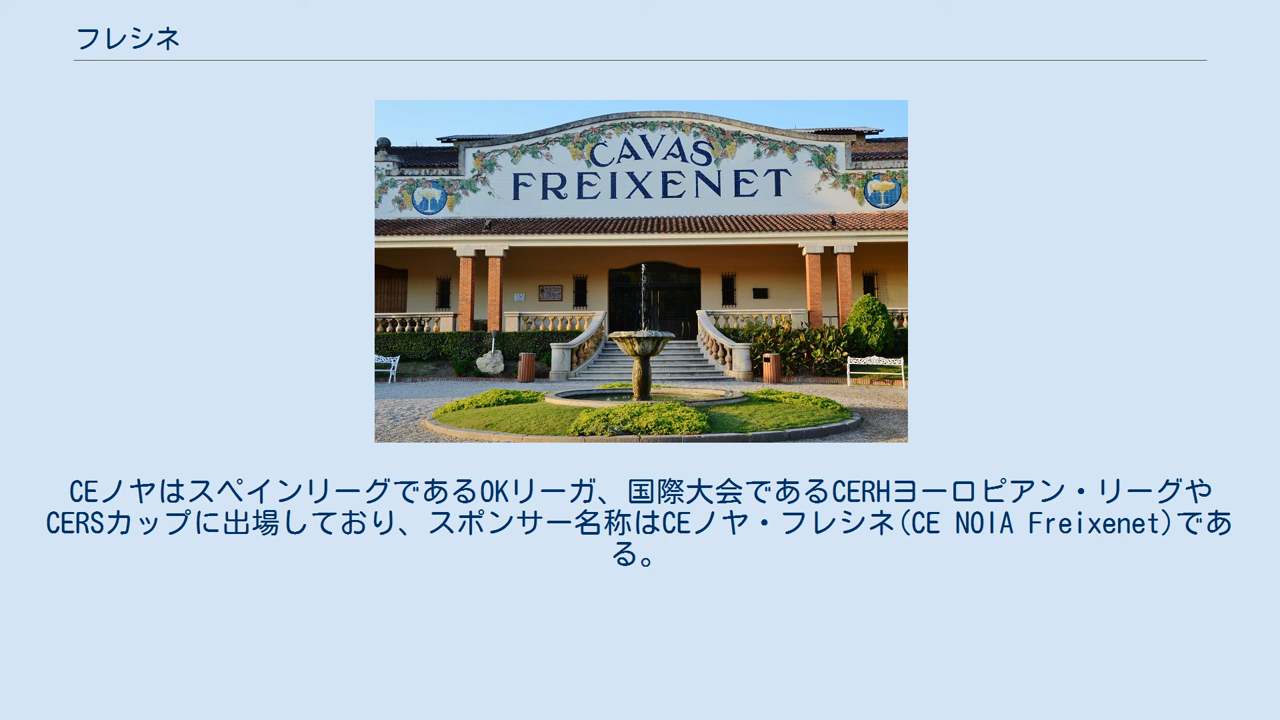 フレシネ
CAVAS
FREIXENET
CEノヤはスペインリーグであるOKリーガ、国際大会であるCERHヨーロピアン・リーグや
CERSカップに出場しており、スポンサー名称はCEノヤ・フレシネ(CE NOIA Freixenet)であ
る。